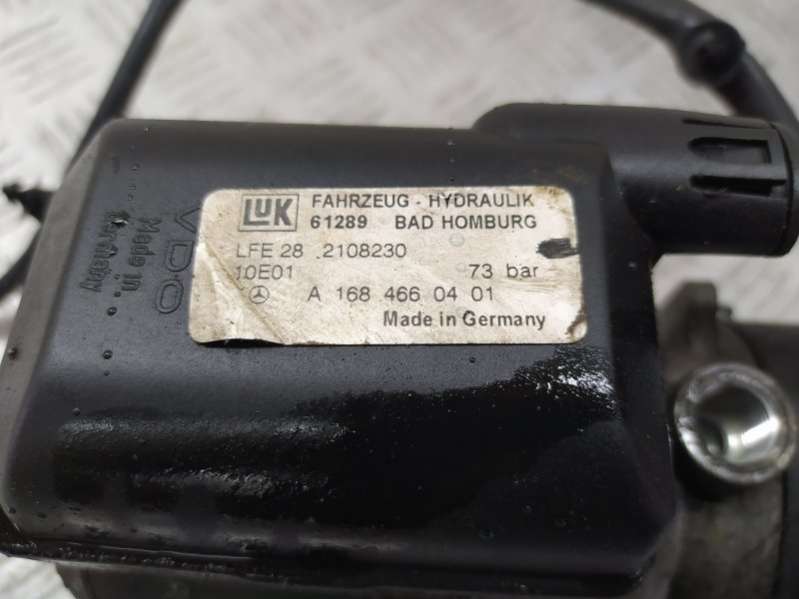 LUK FAHRZEUG - HYDRAULIK
61289 BAD HOMBURG
LFE 28 2108230
10E01 73 bar
A 168 466 04 01
Made in Germany
VDO
Made in
Germany